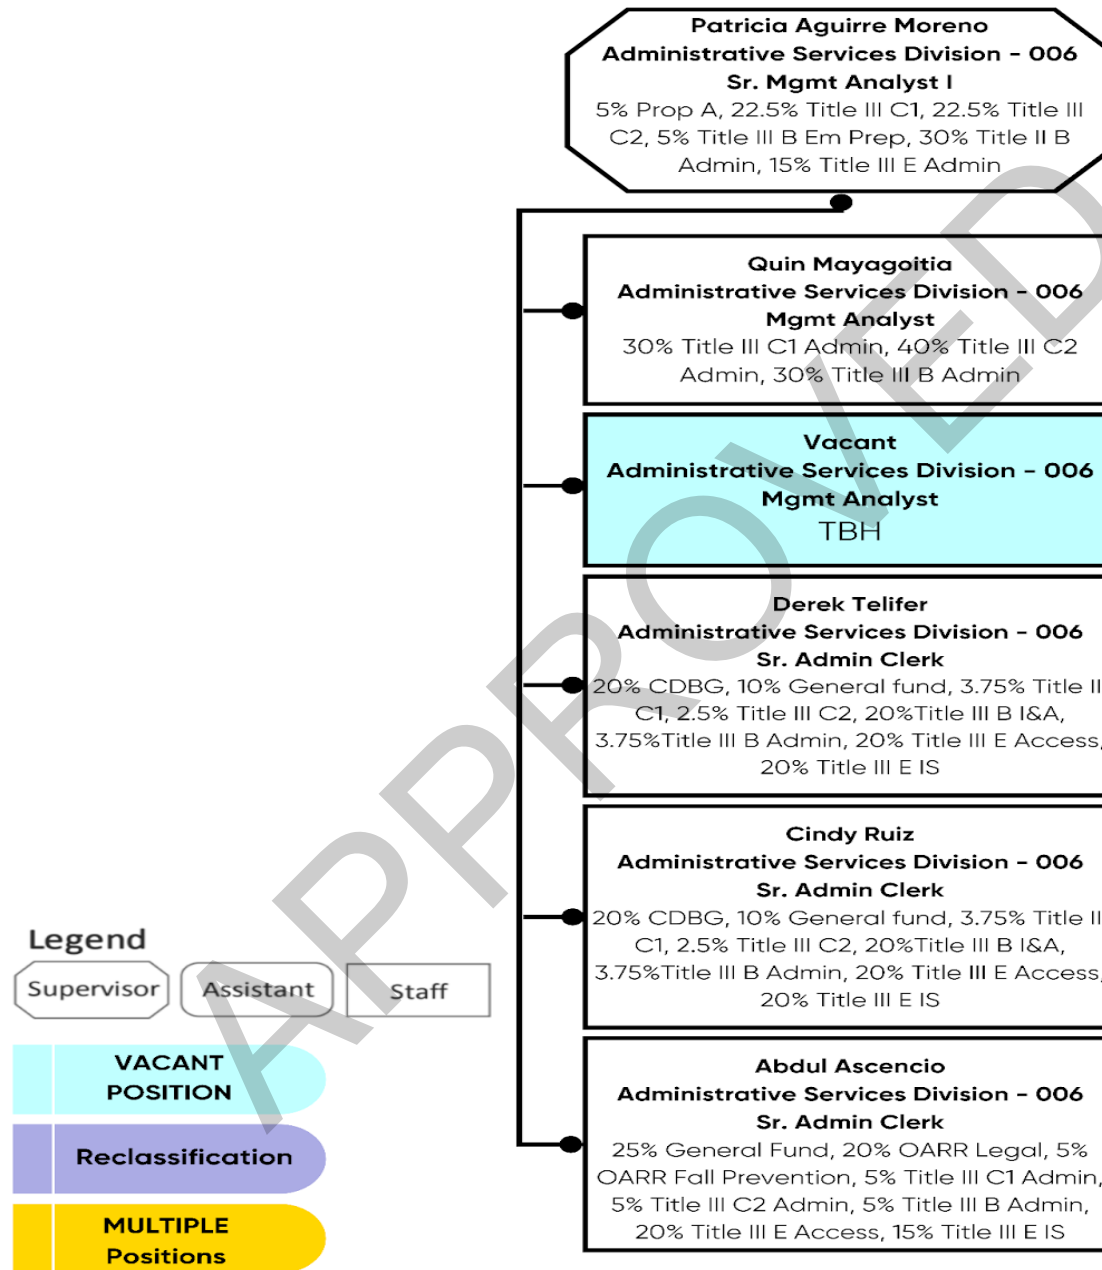 Patricia Aguirre Moreno
Administrative Services Division - 006
Sr. Mgmt Analyst I
5% Prop A, 22.5% Title III C1, 22.5% Title III
C2, 5% Title III B Em Prep, 30% Title II B
Admin, 15% Title III E Admin
Quin Mayagoitia
Administrative Services Division - 006
Mgmt Analyst
30% Title III C1 Admin, 40% Title III C2
Admin, 30% Title III B Admin
Vacant
Administrative Services Division - 006
Mgmt Analyst
TBH
Derek Telifer
Administrative Services Division - 006
Sr. Admin Clerk
20% CDBG, 10% General fund, 3.75% Title II
C1, 2.5% Title III C2, 20%Title III B I&A,
3.75%Title III B Admin, 20% Title III E Access,
20% Title III E IS
Cindy Ruiz
Administrative Services Division - 006
Sr. Admin Clerk
20% CDBG, 10% General fund, 3.75% Title II
C1, 2.5% Title III C2, 20%Title III B I&A,
3.75%Title III B Admin, 20% Title III E Access,
20% Title III E IS
Abdul Ascencio
Administrative Services Division - 006
Sr. Admin Clerk
25% General Fund, 20% OARR Legal, 5%
OARR Fall Prevention, 5% Title III C1 Admin,
5% Title III C2 Admin, 5% Title III B Admin,
20% Title III E Access, 15% Title III E IS
Legend
Supervisor
Assistant
Staff
VACANT
POSITION
Reclassification
MULTIPLE
Positions
APPROVED